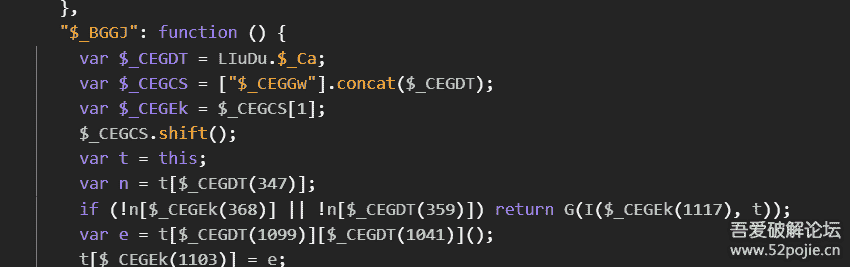 },
"$_BGGJ": function () {
var $_CEGDT = LIuDu.$_Ca;
var $_CEGCS = ["$_CEGGw"].concat($_CEGDT);
var $_CEGEk = $_CEGCS[1];
$_CEGCS.shift();
var t = this;
var n = t[$_CEGDT(347)];
if (!n[$_CEGEk(368)] || !n[$_CEGDT(359)]) return G(I($_CEGEk(1117), t));
var e = t[$_CEGDT(1099)][$_CEGDT(1041)]();
t[$_CEGEk(1103)] = e;
吾爱破解论坛
www.52pojie.cn